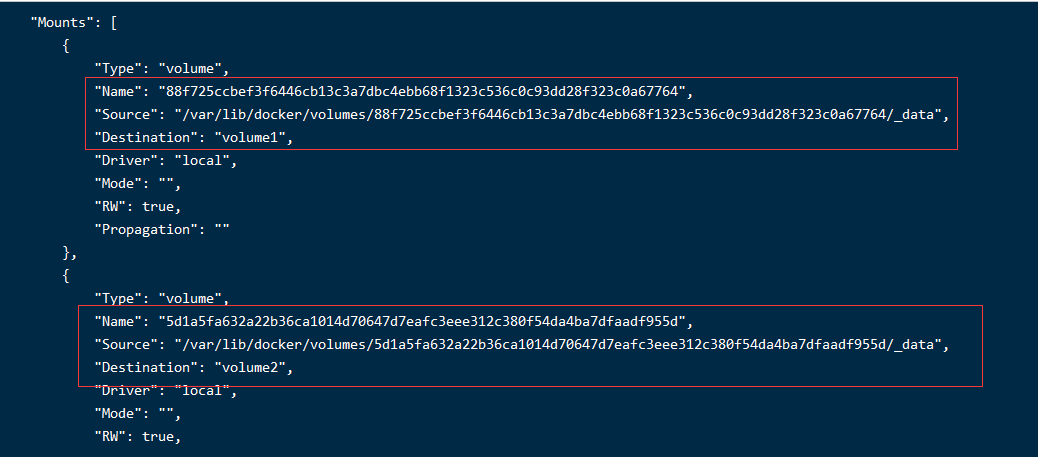 "Mounts": [
{
"Type": "volume",
"Name": "88f725ccbef3f6446cb13c3a7dbc4ebb68f1323c536c0c93dd28f323c0a67764",
"Source": "/var/lib/docker/volumes/88f725ccbef3f6446cb13c3a7dbc4ebb68f1323c536c0c93dd28f323c0a67764/_data",
"Destination": "volume1",
"Driver": "local",
"Mode": "",
"RW": true,
"Propagation": ""
},
{
"Type": "volume",
"Name": "5d1a5fa632a22b36ca1014d70647d7eafc3eee312c380f54da4ba7dfaadf955d",
"Source": "/var/lib/docker/volumes/5d1a5fa632a22b36ca1014d70647d7eafc3eee312c380f54da4ba7dfaadf955d/_data",
"Destination": "volume2",
"Driver": "local",
"Mode": "",
"RW": true,